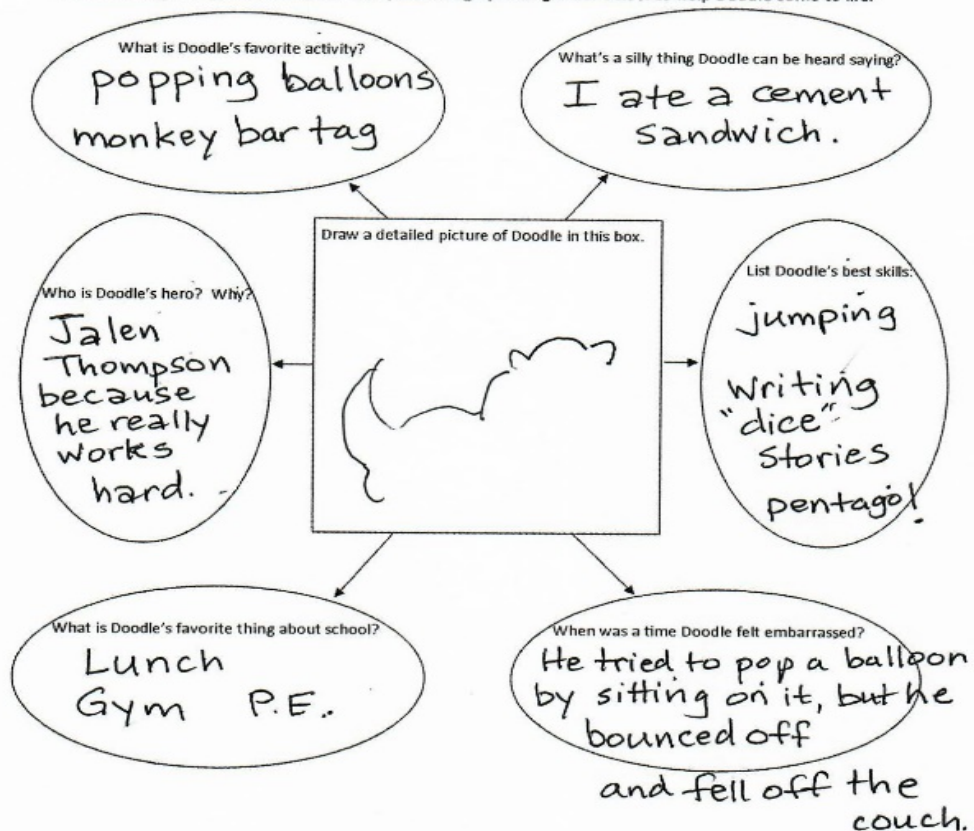 What is Doodle's favorite activity?
popping balloons
monkey bar tag
What's a silly thing Doodle can be heard saying?
I ate a cement
sandwich.
Draw a detailed picture of Doodle in this box.
Who is Doodle's hero? Why?
Jalen
Thompson
because
he really
works
hard.
List Doodle's best skills:
jumping
Writing
"dice"
Stories
pentago!
What is Doodle's favorite thing about school?
Lunch
Gym P.E.
When was a time Doodle felt embarrassed?
He tried to pop a balloon
by sitting on it, but he
bounced off
and fell off the
couch.